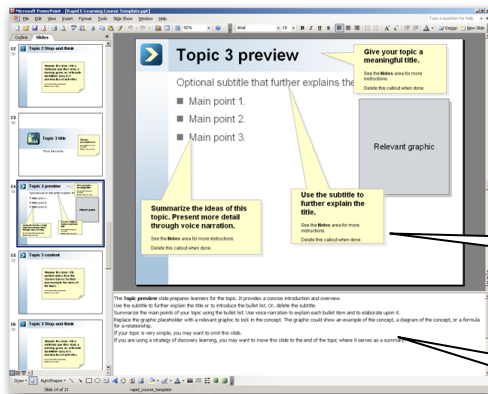 Microsoft PowerPoint - [Rapid E-Learning Course Template.ppt]
File Edit View Insert Format Tools Slide Show Window Help
Type a question for help
92%
Arial
18
Design
New Slide
Outline
Slides
12
Topic 2 Stop-and-think
13
Topic 3 title
14
Topic 3 preview
15
Topic 3 content
16
Topic 3 Stop-and-think
Topic 3 preview
Give your topic a
meaningful title.
See the Notes area for more
instructions.
Delete this callout when done.
Optional subtitle that further explains the
Main point 1.
Main point 2.
Main point 3.
Relevant graphic
Summarize the ideas of this
topic. Present more detail
through voice narration.
See the Notes area for more instructions.
Delete this callout when done.
Use the subtitle to
further explain the
title.
See the Notes area for more
instructions.
Delete this callout when done.
The Topic preview slide prepares learners for the topic. It provides a concise introduction and overview.
Use the subtitle to further explain the title or to introduce the bullet list. Or, delete the subtitle.
Summarize the main points of your topic using the bullet list. Use voice narration to explain each bullet item and to elaborate upon it.
Replace the graphic placeholder with a relevant graphic to lock in the concept. The graphic could show an example of the concept, a diagram of the concept, or a formula
for a relationship.
If your topic is very simple, you may want to omit this slide.
If you are using a strategy of discovery learning, you may want to move this slide to the end of the topic where it serves as a summary.
Draw
AutoShapes
Slide 14 of 21
rapid_course_template